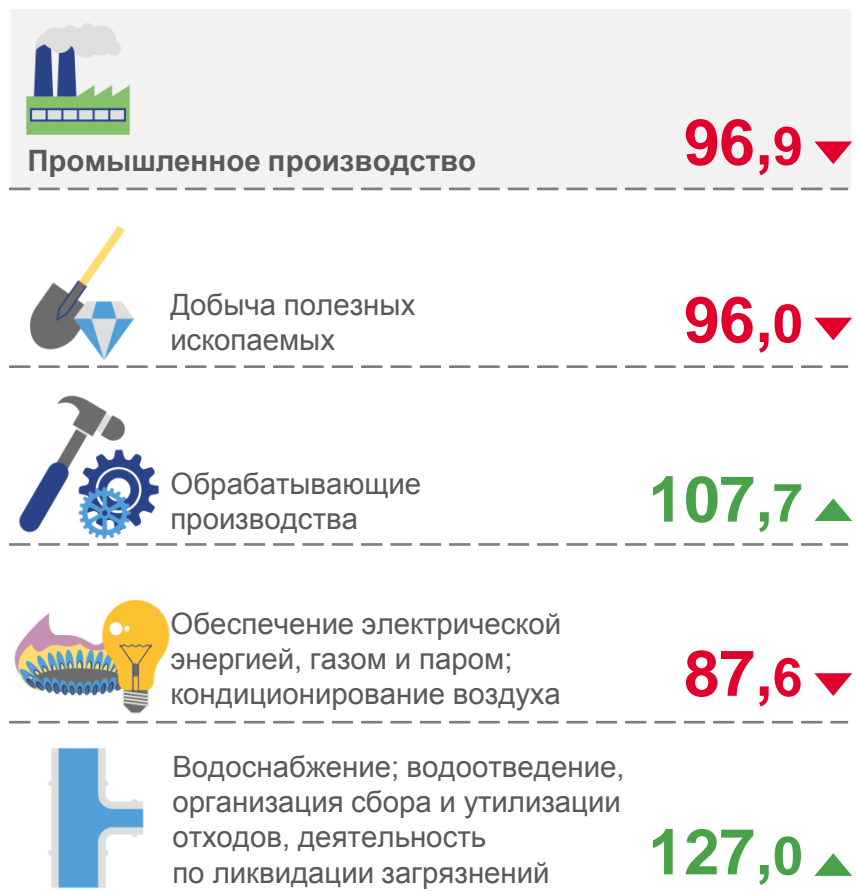 Промышленное производство
96,9
Добыча полезных
ископаемых
96,0
Обрабатывающие
производства
107,7
Обеспечение электрической
энергией, газом и паром;
кондиционирование воздуха
87,6
Водоснабжение; водоотведение,
организация сбора и утилизации
отходов, деятельность
по ликвидации загрязнений
127,0